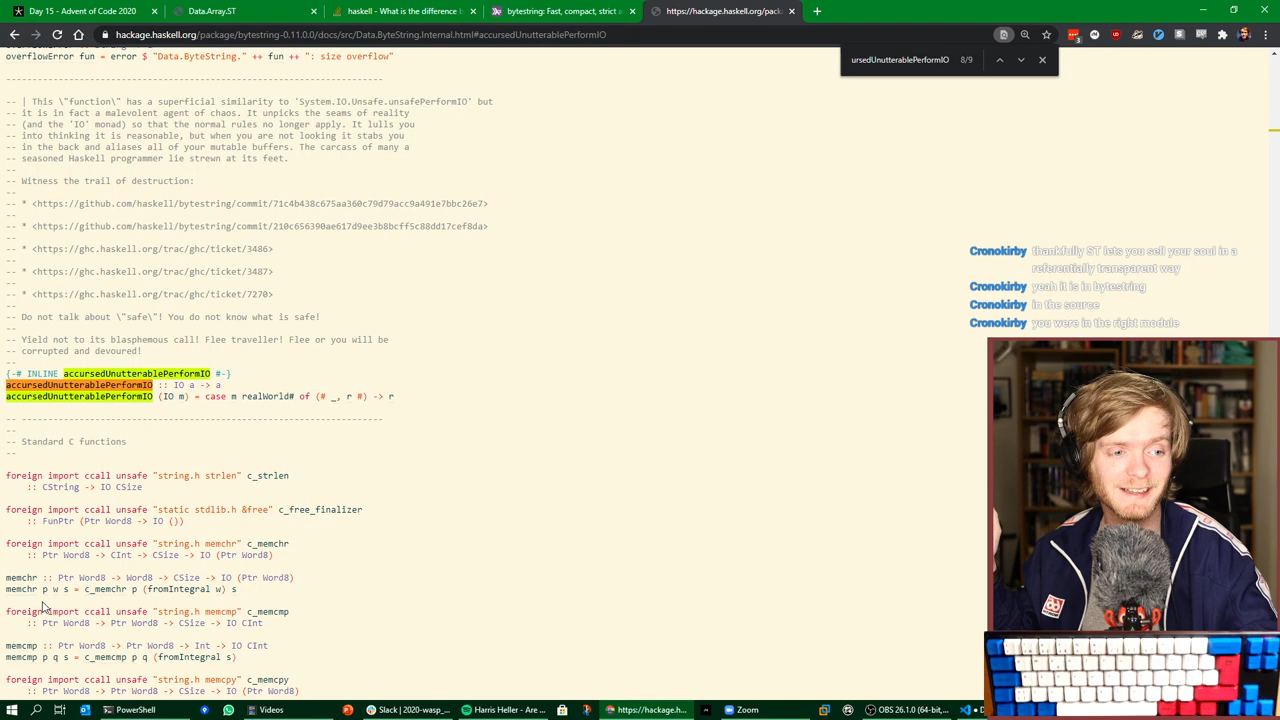 Day 15 - Advent of Code 2020
Data.Array.ST
haskell - What is the difference b
bytestring: Fast, compact, strict a
https://hackage.haskell.org/pack
hackage.haskell.org/package/bytestring-0.11.0.0/docs/src/Data.ByteString.Internal.html#accursedUnutterablePerformIO
ursedUnutterablePerformIO 8/9
overflowError fun = error $ "Data.ByteString." ++ fun ++ ": size overflow"
--------------------------------------------------------------------------------
-- | This \"function\" has a superficial similarity to 'System.IO.Unsafe.unsafePerformIO' but
-- it is in fact a malevolent agent of chaos. It unpicks the seams of reality
-- (and the 'IO' monad) so that the normal rules no longer apply. It lulls you
-- into thinking it is reasonable, but when you are not looking it stabs you
-- in the back and aliases all of your mutable buffers. The carcass of many a
-- seasoned Haskell programmer lie strewn at its feet.
--
-- Witness the trail of destruction:
--
-- * <https://github.com/haskell/bytestring/commit/71c4b438c675aa360c79d79acc9a491e7bbc26e7>
--
-- * <https://github.com/haskell/bytestring/commit/210c656390ae617d9ee3b8bcff5c88dd17cef8da>
--
-- * <https://ghc.haskell.org/trac/ghc/ticket/3486>
--
-- * <https://ghc.haskell.org/trac/ghc/ticket/3487>
--
-- * <https://ghc.haskell.org/trac/ghc/ticket/7270>
--
-- Do not talk about \"safe\"! You do not know what is safe!
--
-- Yield not to its blasphemous call! Flee traveller! Flee or you will be
-- corrupted and devoured!
--
{-# INLINE accursedUnutterablePerformIO #-}
accursedUnutterablePerformIO :: IO a -> a
accursedUnutterablePerformIO (IO m) = case m realWorld# of (# _, r #) -> r
-- ---------------------------------------------------------------------
--
-- Standard C functions
--
foreign import ccall unsafe "string.h strlen" c_strlen
:: CString -> IO CSize
foreign import ccall unsafe "static stdlib.h &free" c_free_finalizer
:: FunPtr (Ptr Word8 -> IO ())
foreign import ccall unsafe "string.h memchr" c_memchr
:: Ptr Word8 -> CInt -> CSize -> IO (Ptr Word8)
memchr :: Ptr Word8 -> Word8 -> CSize -> IO (Ptr Word8)
memchr p w s = c_memchr p (fromIntegral w) s
foreign import ccall unsafe "string.h memcmp" c_memcmp
:: Ptr Word8 -> Ptr Word8 -> CSize -> IO CInt
memcmp :: Ptr Word8 -> Ptr Word8 -> Int -> IO CInt
memcmp p q s = c_memcmp p q (fromIntegral s)
foreign import ccall unsafe "string.h memcpy" c_memcpy
:: Ptr Word8 -> Ptr Word8 -> CSize -> IO (Ptr Word8)
Cronokirby thankfully ST lets you sell your soul in a
referentially transparent way
Cronokirby yeah it is in bytestring
Cronokirby in the source
Cronokirby you were in the right module
PowerShell
Videos
Slack | 2020-wasp_...
Harris Heller - Are ...
https://hackage.h...
Zoom
OBS 26.1.0 (64-bit,...